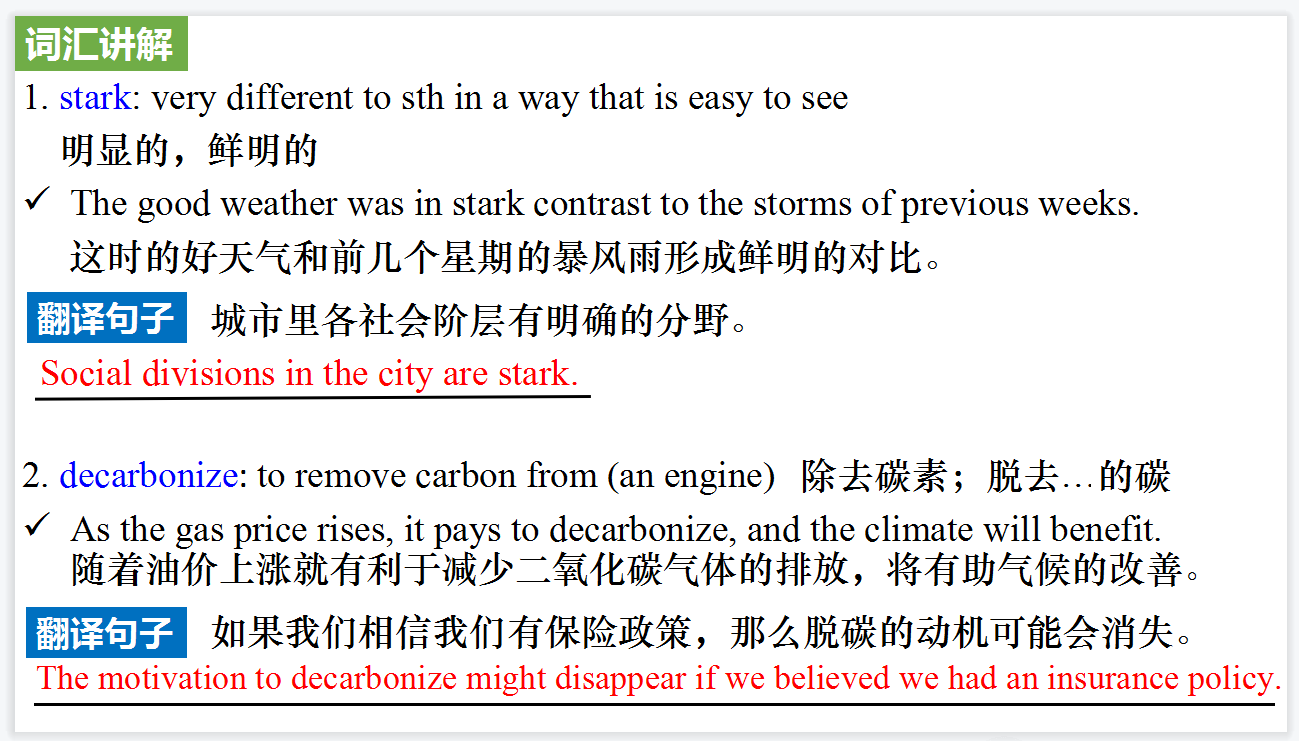 词汇讲解
1. stark: very different to sth in a way that is easy to see
明显的，鲜明的
✓ The good weather was in stark contrast to the storms of previous weeks.
这时的好天气和前几个星期的暴风雨形成鲜明的对比。
翻译句子 城市里各社会阶层有明确的分野。
Social divisions in the city are stark.
2. decarbonize: to remove carbon from (an engine) 除去碳素；脱去…的碳
✓ As the gas price rises, it pays to decarbonize, and the climate will benefit.
随着油价上涨就有利于减少二氧化碳气体的排放，将有助气候的改善。
翻译句子 如果我们相信我们有保险政策，那么脱碳的动机可能会消失。
The motivation to decarbonize might disappear if we believed we had an insurance policy.